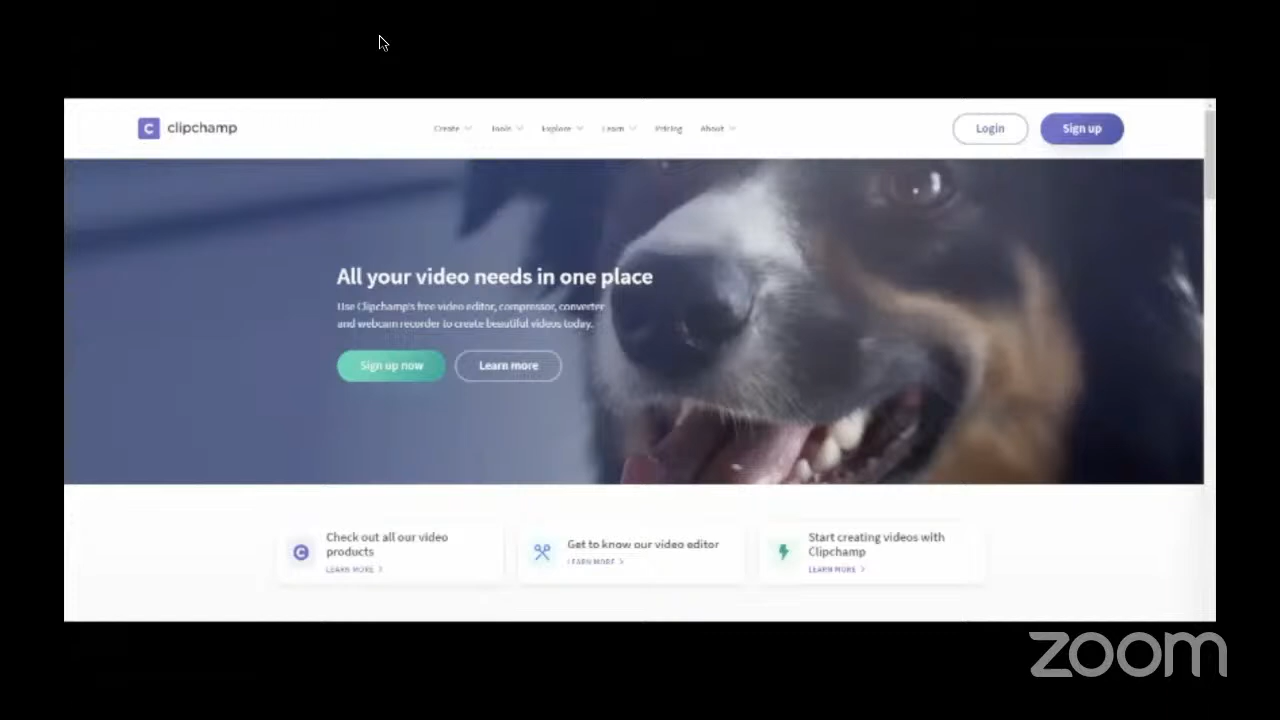 clipchamp
Create
Tools
Explore
Learn
Pricing
About
Login
Sign up
All your video needs in one place
Use Clipchamp's free video editor, compressor, converter
and webcam recorder to create beautiful videos today.
Sign up now
Learn more
Check out all our video
products
LEARN MORE
Get to know our video editor
LEARN MORE
Start creating videos with
Clipchamp
LEARN MORE
zoom